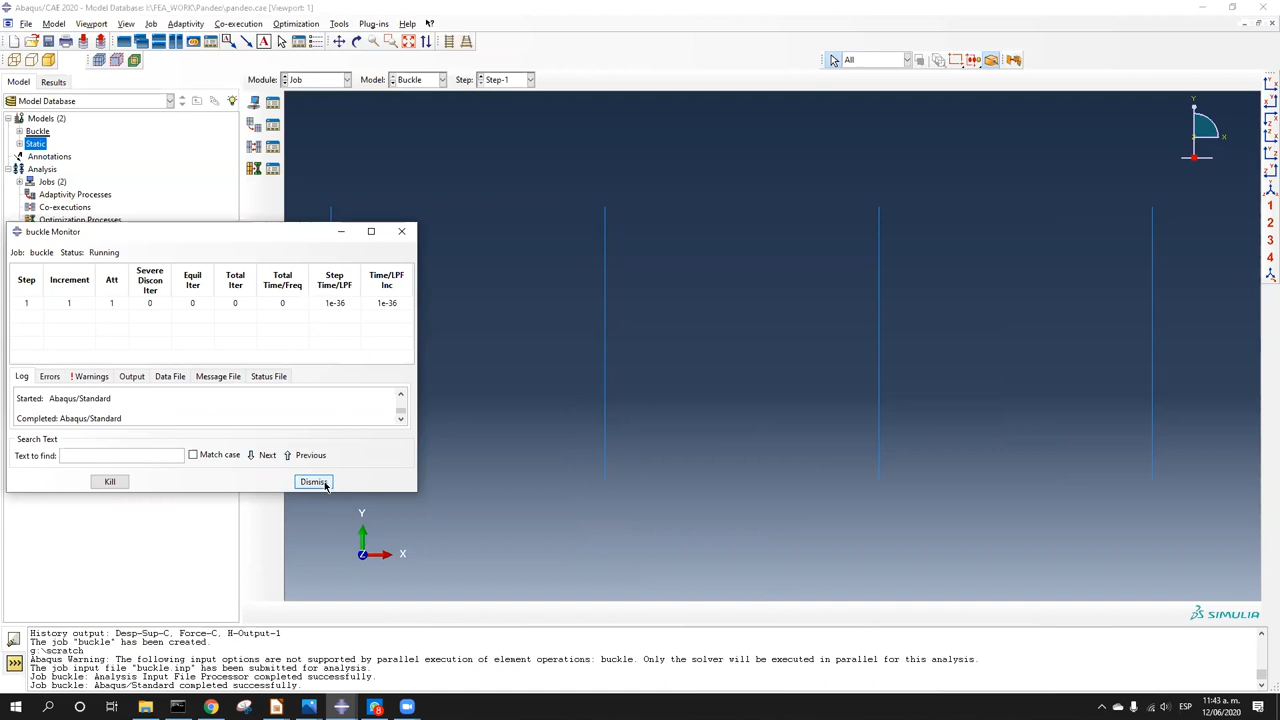 Abaqus/CAE 2020 - Model Database: I:\FEA_WORK\Pandeo\pandeo.cae [Viewport: 1]
File Model Viewport View Job Adaptivity Co-execution Optimization Tools Plug-ins Help
All
Model Results
Module: Job Model: Buckle Step: Step-1
Model Database
Models (2)
Buckle
Static
Annotations
Analysis
Jobs (2)
Adaptivity Processes
Co-executions
Optimization Processes
buckle Monitor
Job: buckle Status: Running
Step Increment Att Severe Discon Iter Equil Iter Total Iter Total Time/Freq Step Time/LPF Time/LPF Inc
1 1 1 0 0 0 0 1e-36 1e-36
Log Errors ! Warnings Output Data File Message File Status File
Started: Abaqus/Standard
Completed: Abaqus/Standard
Search Text
Text to find: Match case Next Previous
Kill Dismiss
Y
X
Z
Y
X
1
2
3
4
SIMULIA
History output: Desp-Sup-C, Force-C, H-Output-1
The job "buckle" has been created.
g:\scratch
Abaqus Warning: The following input options are not supported by parallel execution of element operations: buckle. Only the solver will be executed in parallel for this analysis.
The job input file "buckle.inp" has been submitted for analysis.
Job buckle: Analysis Input File Processor completed successfully.
Job buckle: Abaqus/Standard completed successfully.
ESP
11:43 a. m.
12/06/2020